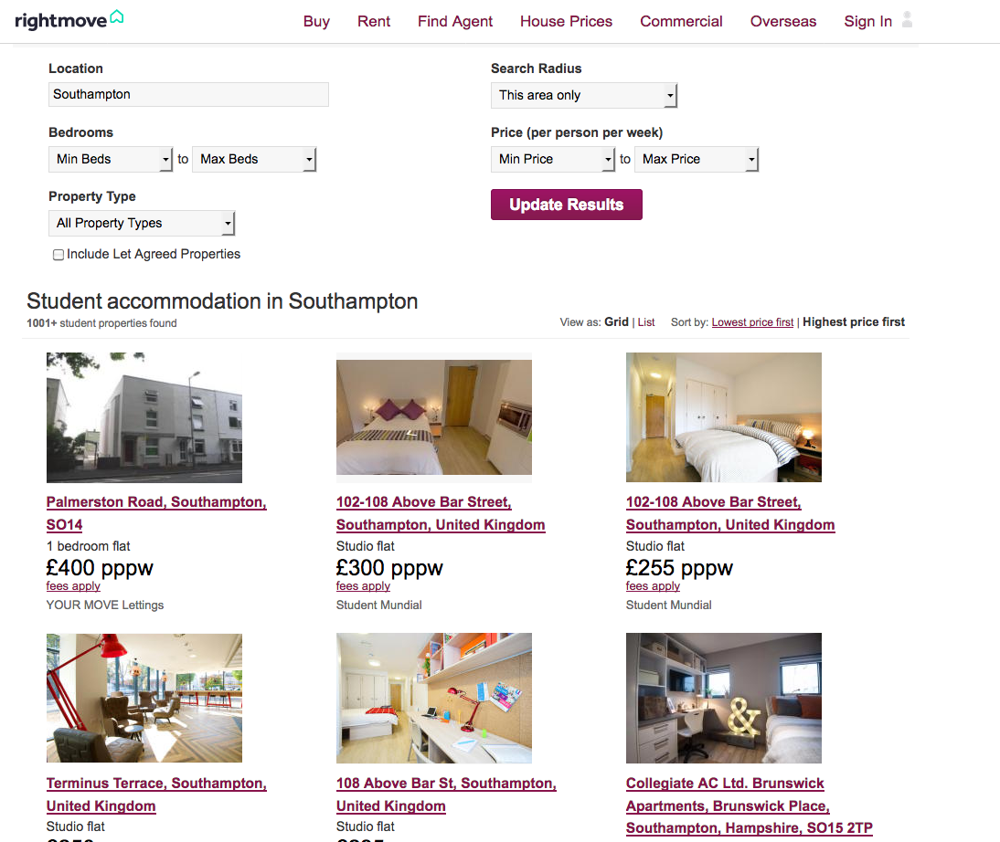 rightmove
Buy Rent Find Agent House Prices Commercial Overseas Sign In
Location
Southampton
Search Radius
This area only
Bedrooms
Min Beds to Max Beds
Price (per person per week)
Min Price to Max Price
Property Type
All Property Types
Update Results
Include Let Agreed Properties
Student accommodation in Southampton
1001+ student properties found
View as: Grid | List Sort by: Lowest price first | Highest price first
Palmerston Road, Southampton,
SO14
1 bedroom flat
£400 pppw
fees apply
YOUR MOVE Lettings
102-108 Above Bar Street,
Southampton, United Kingdom
Studio flat
£300 pppw
fees apply
Student Mundial
102-108 Above Bar Street,
Southampton, United Kingdom
Studio flat
£255 pppw
fees apply
Student Mundial
Terminus Terrace, Southampton,
United Kingdom
Studio flat
108 Above Bar St, Southampton,
United Kingdom
Studio flat
&
Collegiate AC Ltd. Brunswick
Apartments, Brunswick Place,
Southampton, Hampshire, SO15 2TP